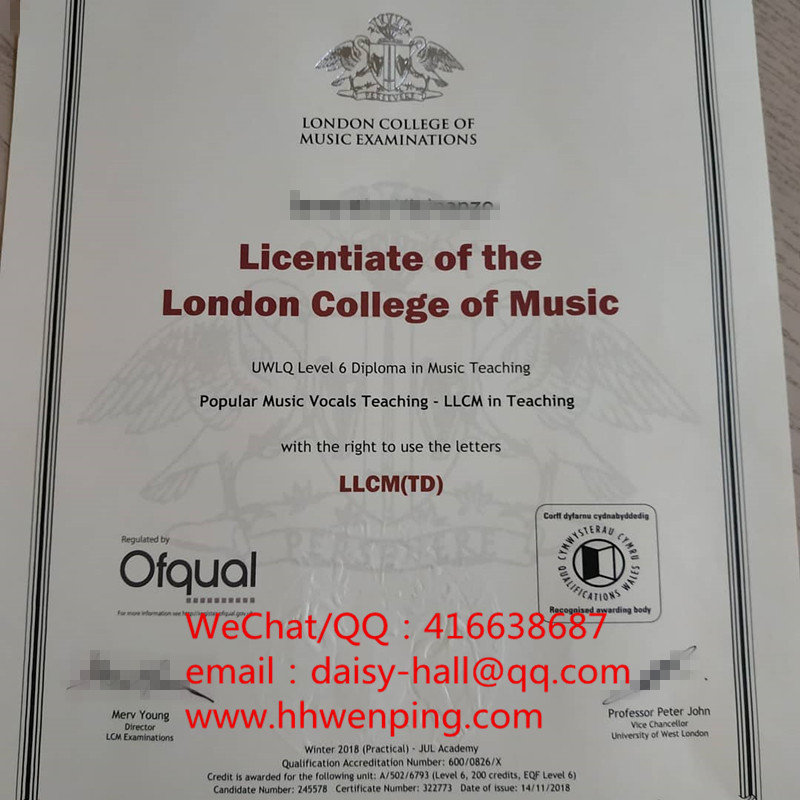 LONDON COLLEGE OF
MUSIC EXAMINATIONS
Licentiate of the
London College of Music
UWLQ Level 6 Diploma in Music Teaching
Popular Music Vocals Teaching - LLCM in Teaching
with the right to use the letters
LLCM(TD)
Corff dyfarnu cydnabyddedig
CYMWYSTERAU CYMRU
QUALIFICATIONS WALES
Recognised awarding body
Regulated by
Ofqual
For more information see
WeChat/QQ：416638687
email：daisy-hall@qq.com
www.hhwenping.com
Merv Young
Director
LCM Examinations
Professor Peter John
Vice Chancellor
University of West London
Winter 2018 (Practical) - JUL Academy
Qualification Accreditation Number: 600/0826/X
Credit is awarded for the following unit: A/502/6793 (Level 6, 200 credits, EQF Level 6)
Candidate Number: 245578 Certificate Number: 322773 Date of issue: 14/11/2018